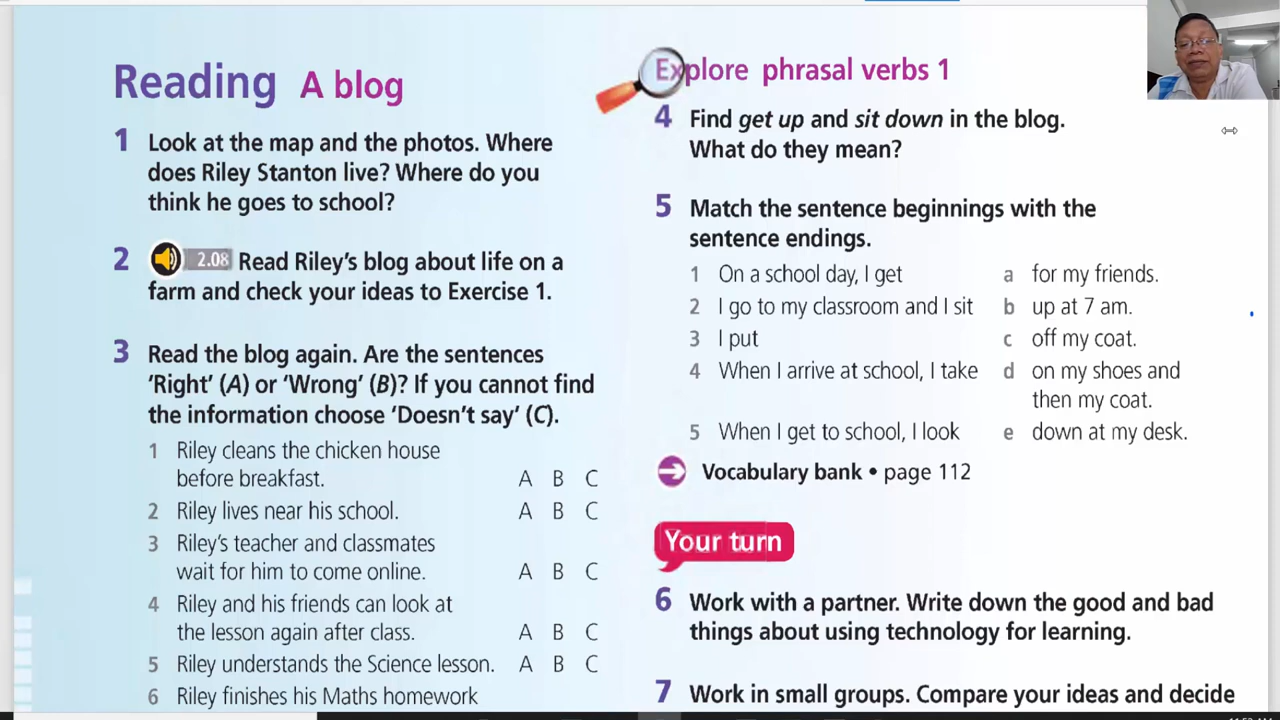 Reading A blog
1 Look at the map and the photos. Where
does Riley Stanton live? Where do you
think he goes to school?
2 2.08 Read Riley's blog about life on a
farm and check your ideas to Exercise 1.
3 Read the blog again. Are the sentences
'Right' (A) or 'Wrong' (B)? If you cannot find
the information choose 'Doesn't say' (C).
1 Riley cleans the chicken house
before breakfast. A B C
2 Riley lives near his school. A B C
3 Riley's teacher and classmates
wait for him to come online. A B C
4 Riley and his friends can look at
the lesson again after class. A B C
5 Riley understands the Science lesson. A B C
6 Riley finishes his Maths homework
Explore phrasal verbs 1
4 Find get up and sit down in the blog.
What do they mean?
5 Match the sentence beginnings with the
sentence endings.
1 On a school day, I get a for my friends.
2 I go to my classroom and I sit b up at 7 am.
3 I put c off my coat.
4 When I arrive at school, I take d on my shoes and
then my coat.
5 When I get to school, I look e down at my desk.
Vocabulary bank • page 112
Your turn
6 Work with a partner. Write down the good and bad
things about using technology for learning.
7 Work in small groups. Compare your ideas and decide